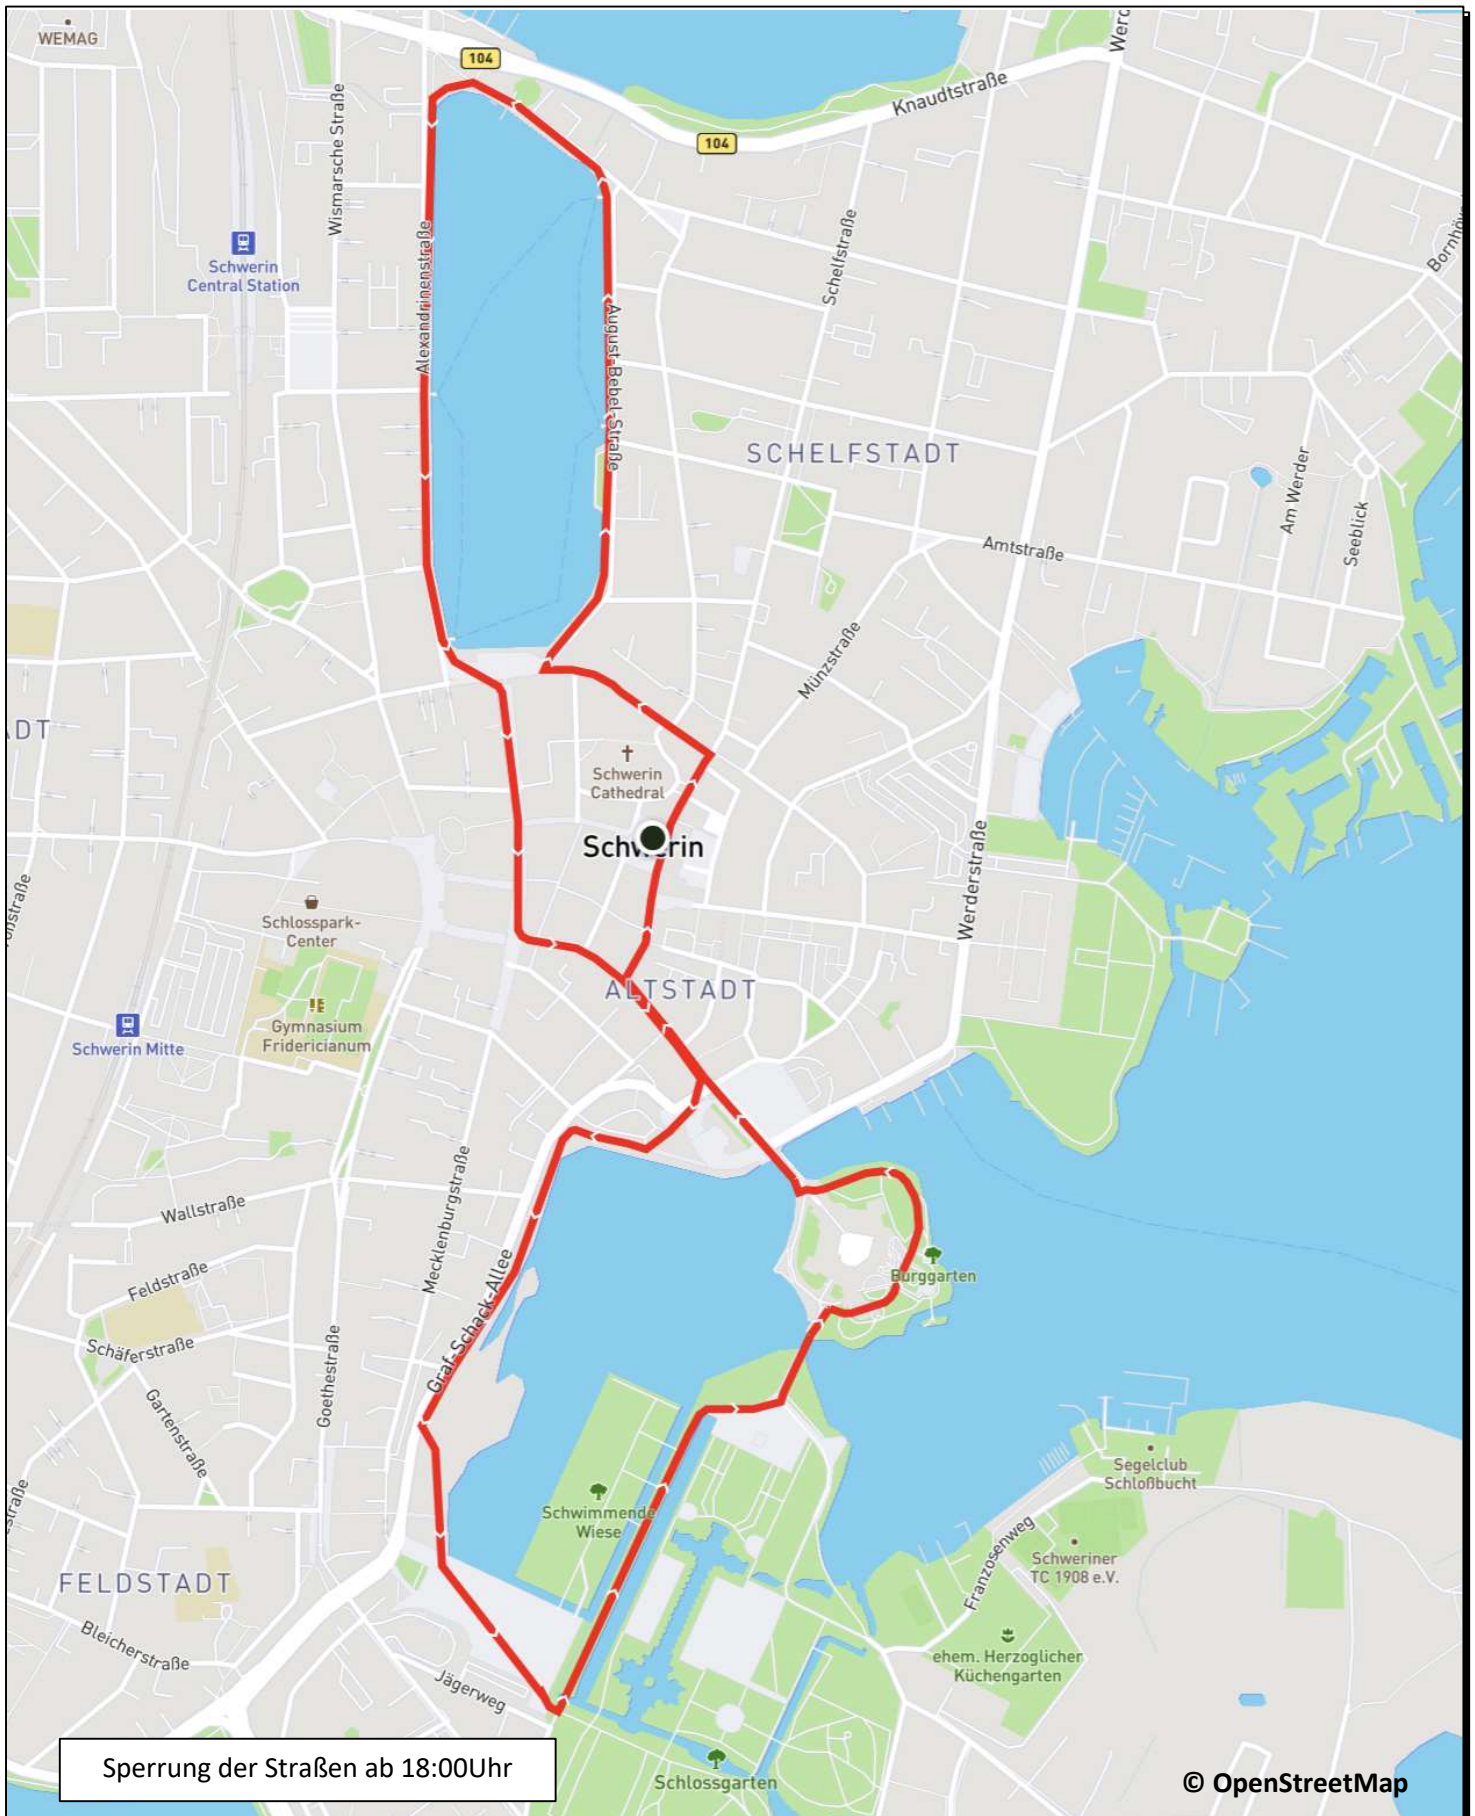 WEMAG
104
Werd
Knaudtstraße
104
Wismarsche Straße
Schwerin
Central Station
Schelfstraße
Alexandrinenstraße
August-Bebel-Straße
SCHELFSTADT
Am Werder
Seeblick
Amtstraße
Münzstraße
Schwerin
Cathedral
Schwerin
Werderstraße
Schlosspark-
Center
Gymnasium
Fridericianum
ALTSTADT
Schwerin Mitte
Wallstraße
Mecklenburgstraße
Feldstraße
Burggarten
Graf-Schack-Allee
Schäferstraße
Goethestraße
Gartenstraße
Segelclub
Schloßbucht
Schwimmende
Wiese
Franzosenweg
Schweriner
TC 1908 e.V.
FELDSTADT
Bleicherstraße
ehem. Herzoglicher
Küchengarten
Jägerweg
Sperrung der Straßen ab 18:00Uhr
Schlossgarten
© OpenStreetMap